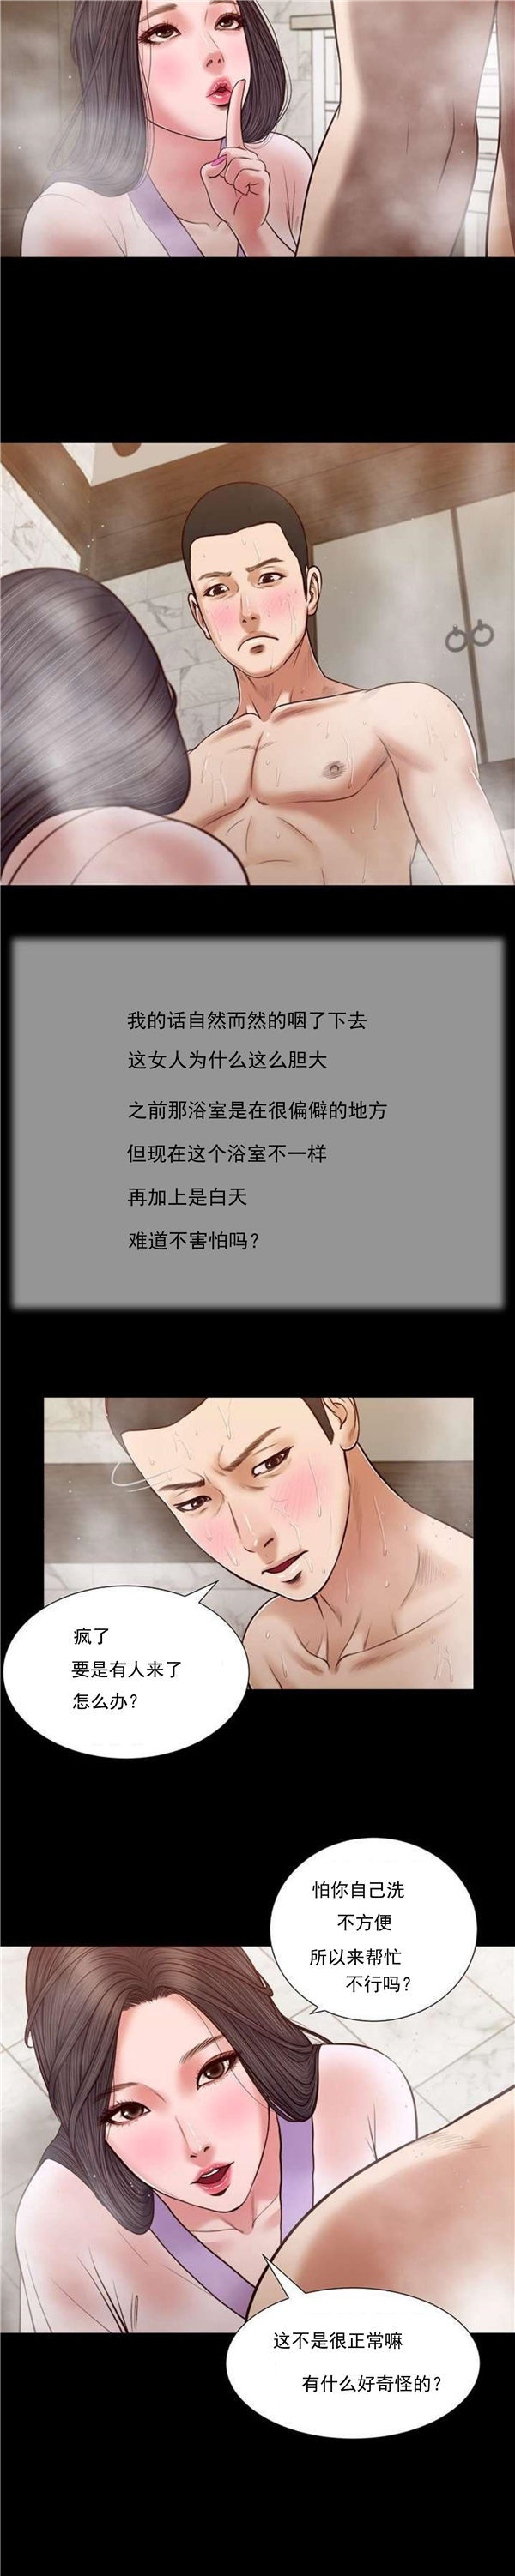 我的话自然而然的咽了下去
这女人为什么这么胆大
之前那浴室是在很偏僻的地方
但现在这个浴室不一样
再加上是白天
难道不害怕吗？
疯了
要是有人来了
怎么办？
怕你自己洗
不方便
所以来帮忙
不行吗？
这不是很正常嘛
有什么好奇怪的？